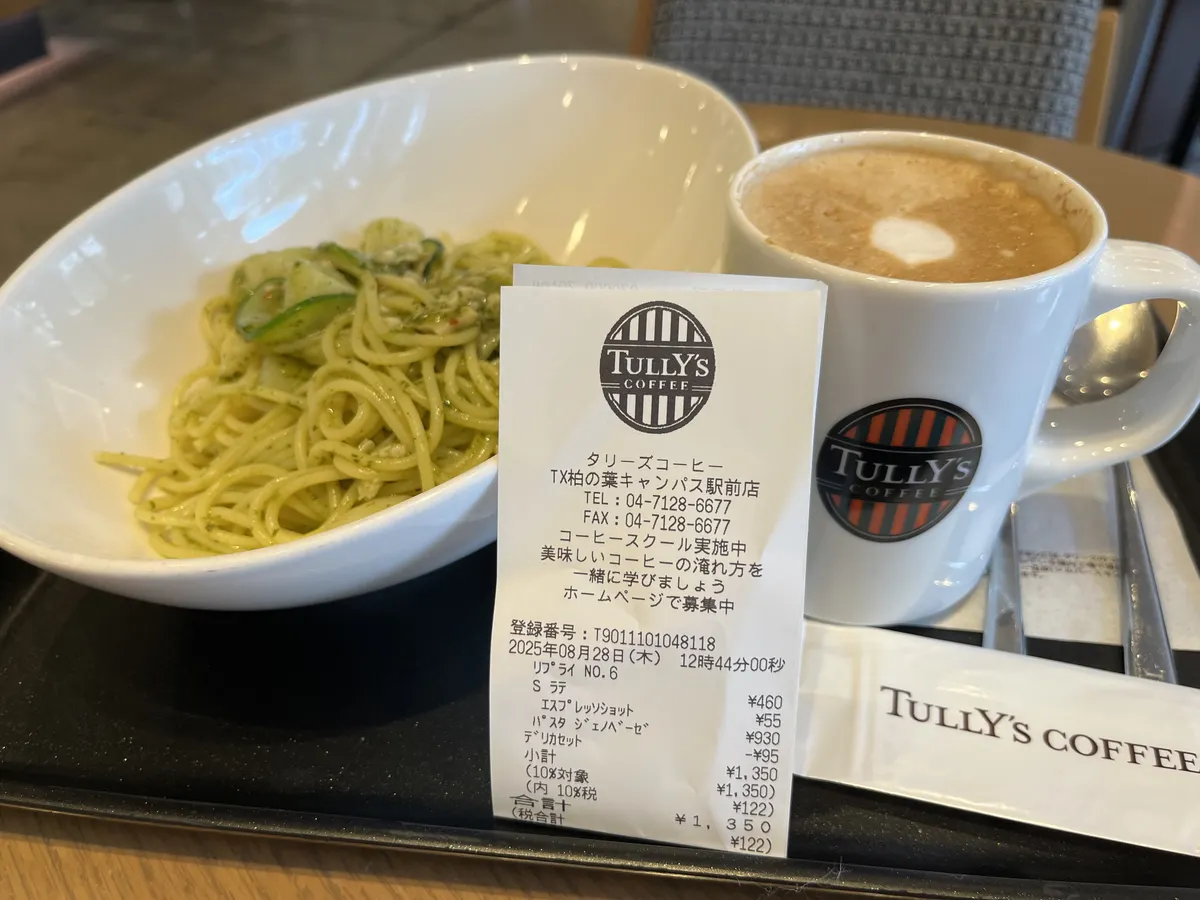 TULLY'S
COFFEE
タリーズコーヒー
TX柏の葉キャンパス駅前店
TEL:04-7128-6677
FAX:04-7128-6677
コーヒースクール実施中
美味しいコーヒーの淹れ方を
一緒に学びましょう
ホームページで募集中
登録番号:T9011101048118
2025年08月28日(木) 12時44分00秒
リプライ NO.6
S ラテ ¥460
エスプレッソショット ¥55
パスタ ジェノベーゼ ¥930
デリカセット -¥95
小計 ¥1,350
(10%対象 ¥1,350)
(内 10%税 ¥122)
合計 ¥1,350
(税合計 ¥122)
TULLY'S
COFFEE
TULLY'S COFFEE